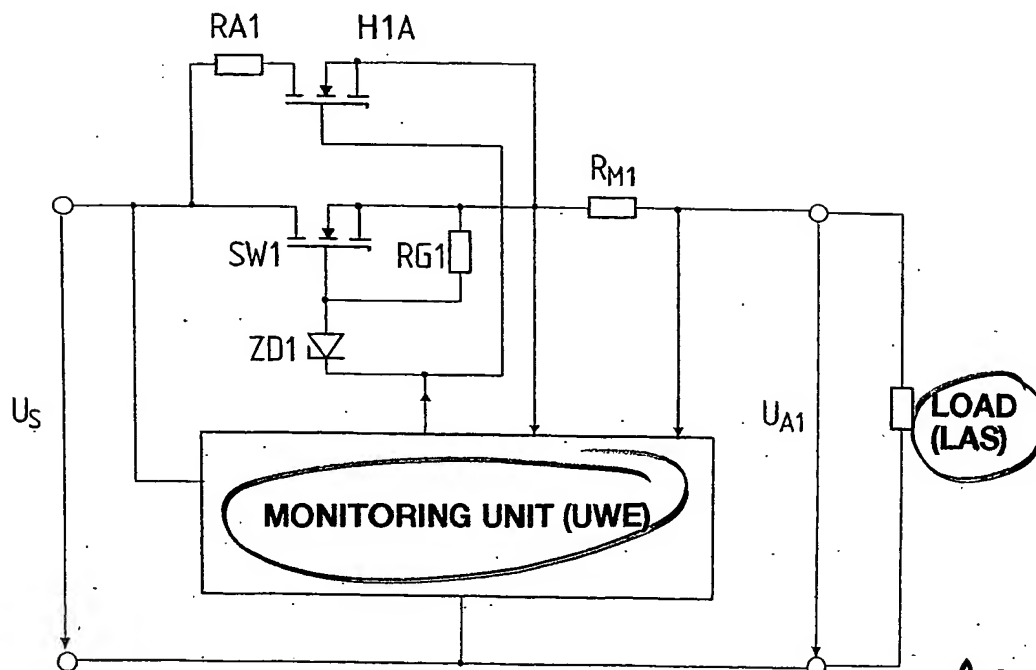 RA1
H1A
RM1
SW1
RG1
ZD1
US
UA1
LOAD
(LAS)
MONITORING UNIT (UWE)